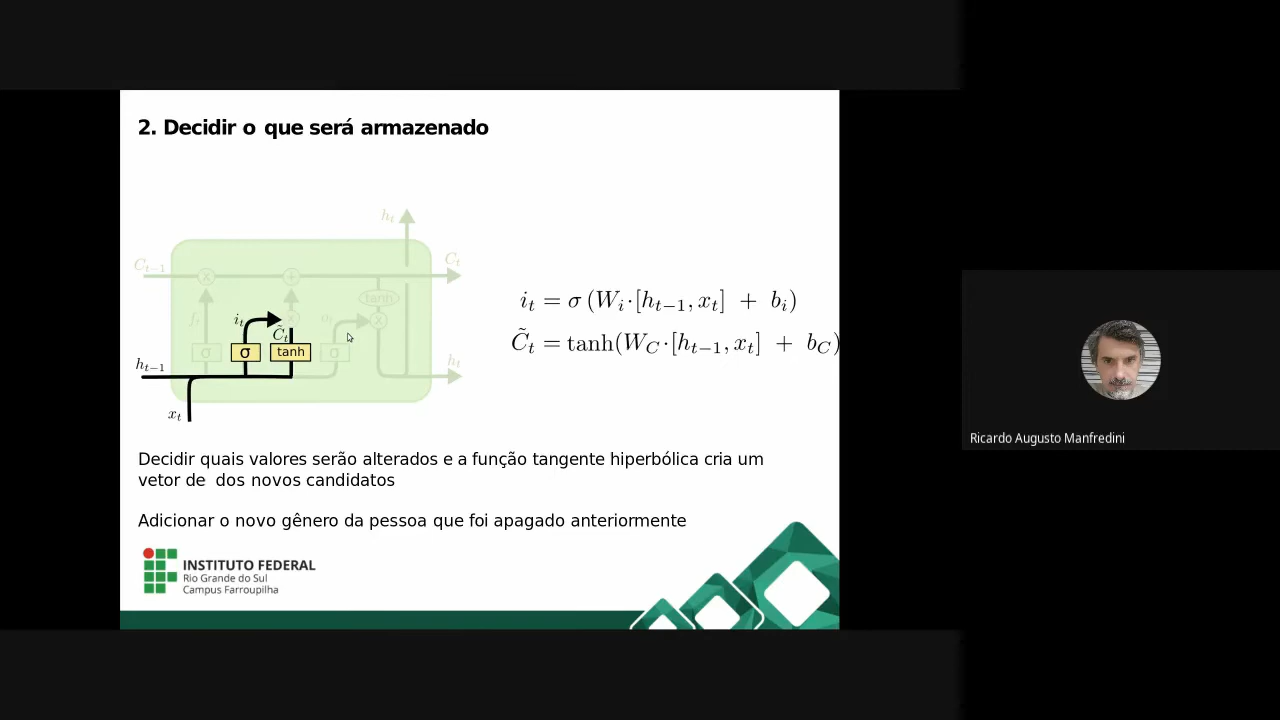 2. Decidir o que será armazenado
h_t
C_{t-1}
C_t
x
+
tanh
f_t
i_t
x
o_t
x
C̃_t
σ
σ
tanh
σ
h_{t-1}
h_t
x_t
i_t = σ (W_i·[h_{t-1}, x_t] + b_i)
C̃_t = tanh(W_C·[h_{t-1}, x_t] + b_C)
Decidir quais valores serão alterados e a função tangente hiperbólica cria um
vetor de dos novos candidatos
Adicionar o novo gênero da pessoa que foi apagado anteriormente
INSTITUTO FEDERAL
Rio Grande do Sul
Campus Farroupilha
Ricardo Augusto Manfredini